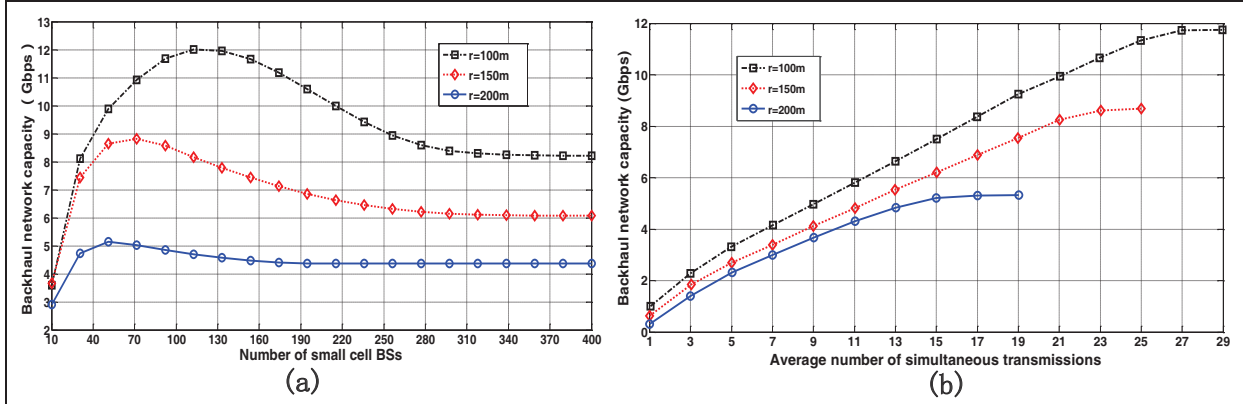 13
12
11
10
9
8
7
6
5
4
3
2
Backhaul network capacity ( Gbps)
r=100m
r=150m
r=200m
10 40 70 100 130 160 190 220 250 280 310 340 370 400
Number of small cell BSs
(a)
12
10
8
6
4
2
0
Backhaul network capacity (Gbps)
r=100m
r=150m
r=200m
1 3 5 7 9 11 13 15 17 19 21 23 25 27 29
Average number of simultaneous transmissions
(b)